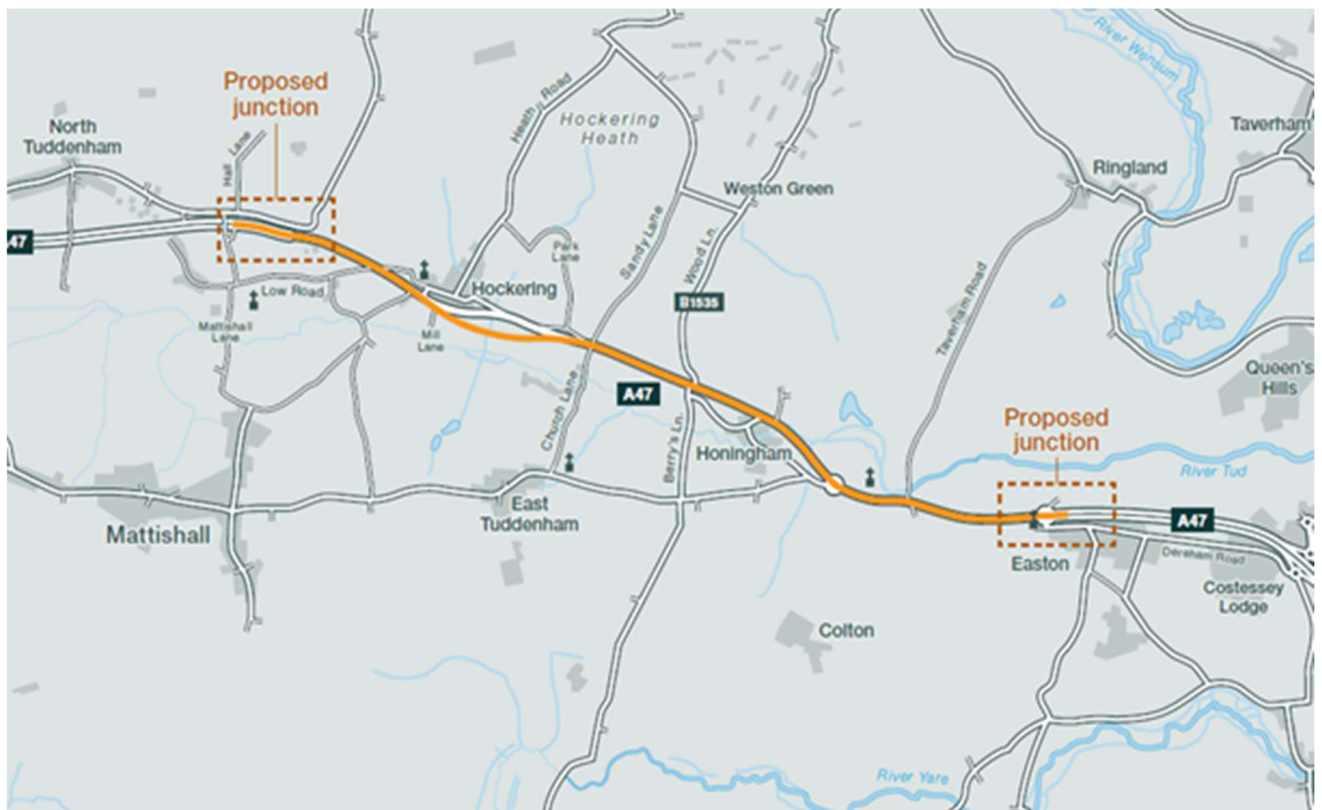 River Wensum
Proposed
junction
Taverham
North
Tuddenham
Heath Road
Hockering
Heath
Hall Lane
Ringland
Weston Green
Sandy Lane
Wood Ln.
47
Park
Lane
Hockering
Low Road
B1535
Taverham Road
Mattishall
Lane
Mill
Lane
Queen's
Hills
A47
Church Lane
Proposed
junction
Berry's Ln.
Honingham
River Tud
East
Tuddenham
Mattishall
A47
Easton
Dereham Road
Costessey
Lodge
Colton
River Yare